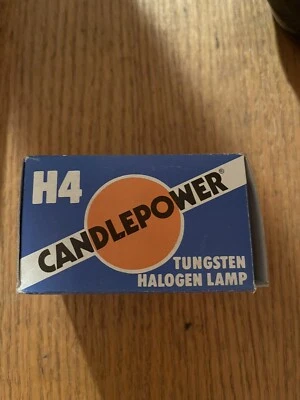 H4
CANDLEPOWER®
TUNGSTEN
HALOGEN LAMP